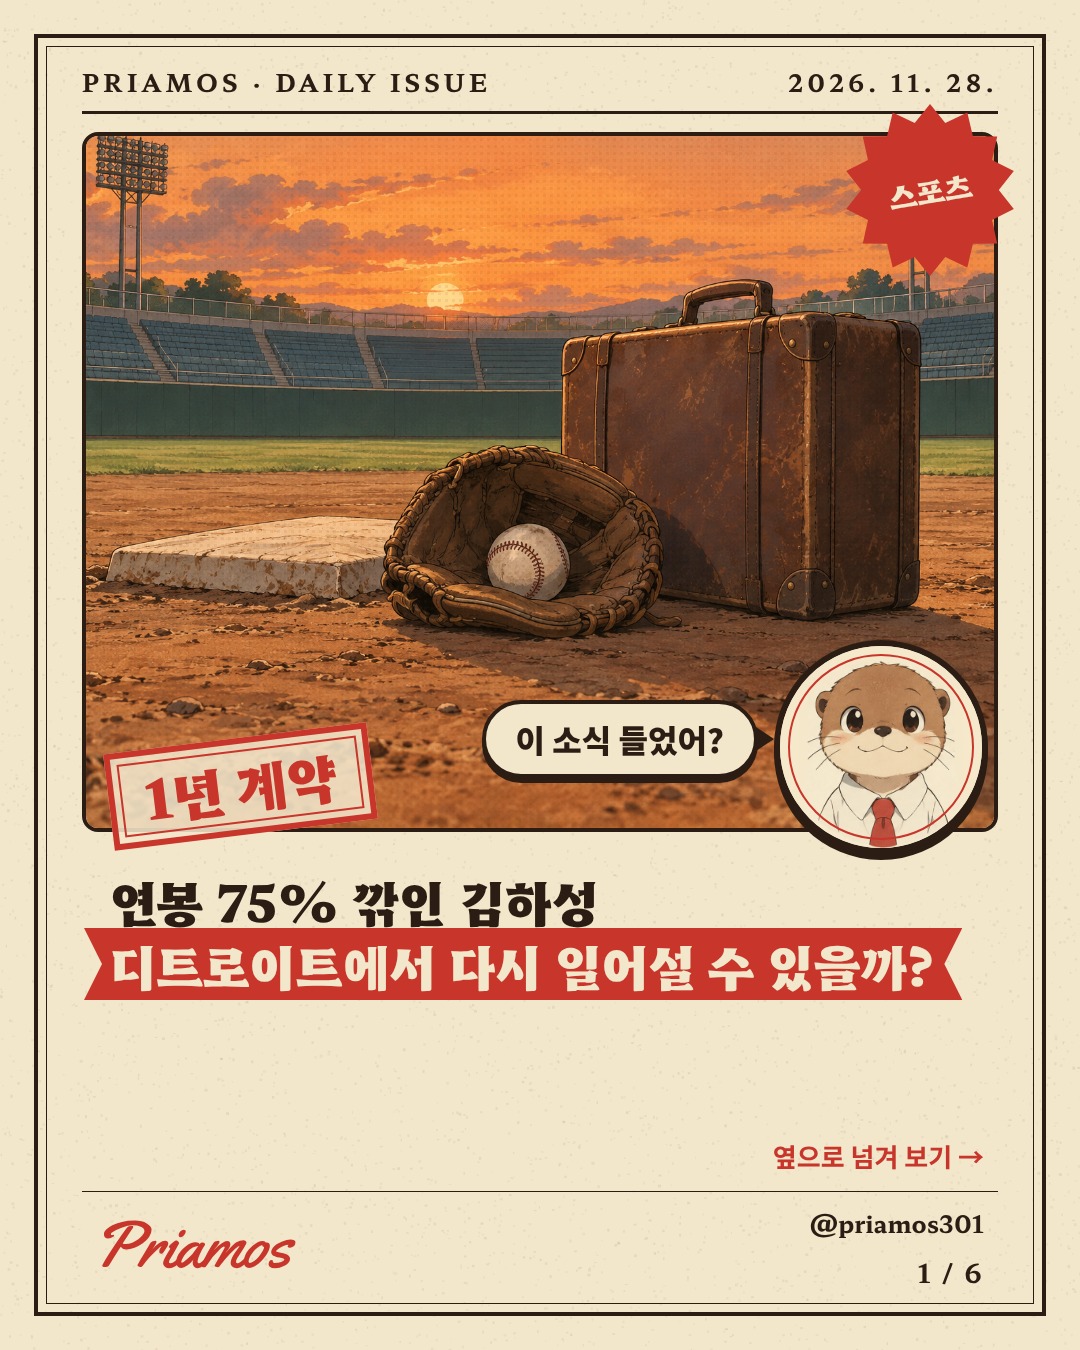 PRIAMOS · DAILY ISSUE
2026. 11. 28.
스포츠
이 소식 들었어?
1년 계약
연봉 75% 깎인 김하성
디트로이트에서 다시 일어설 수 있을까?
옆으로 넘겨 보기 →
Priamos
@priamos301
1 / 6